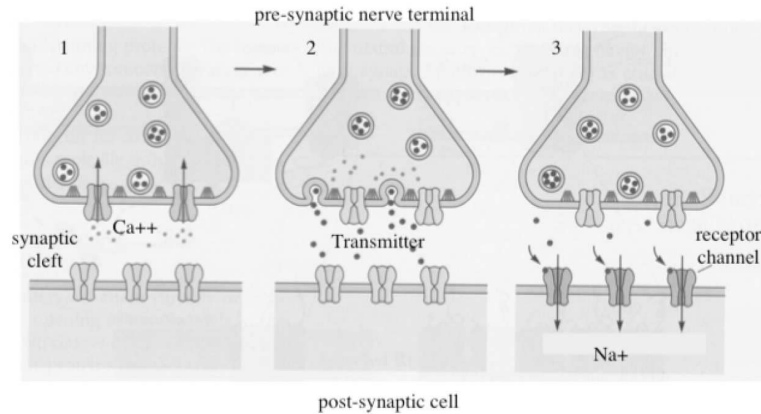 pre-synaptic nerve terminal
1
2
3
Ca++
synaptic
cleft
Transmitter
receptor
channel
Na+
post-synaptic cell